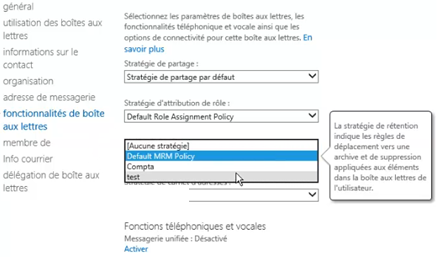 général
utilisation des boîtes aux
lettres
informations sur le
contact
organisation
adresse de messagerie
fonctionnalités de boîte
aux lettres
membre de
Info courrier
délégation de boîte aux
lettres
Sélectionnez les paramètres de boîtes aux lettres, les
fonctionnalités téléphonique et vocale ainsi que les
options de connectivité pour cette boîte aux lettres. En
savoir plus
Stratégie de partage :
Stratégie de partage par défaut
Stratégie d'attribution de rôle :
Default Role Assignment Policy
[Aucune stratégie]
Default MRM Policy
Compta
test
Stratégie de carnet d'adresses :
Fonctions téléphoniques et vocales
Messagerie unifiée : Désactivé
Activer
La stratégie de rétention
indique les règles de
déplacement vers une
archive et de suppression
appliquées aux éléments
dans la boîte aux lettres de
l'utilisateur.